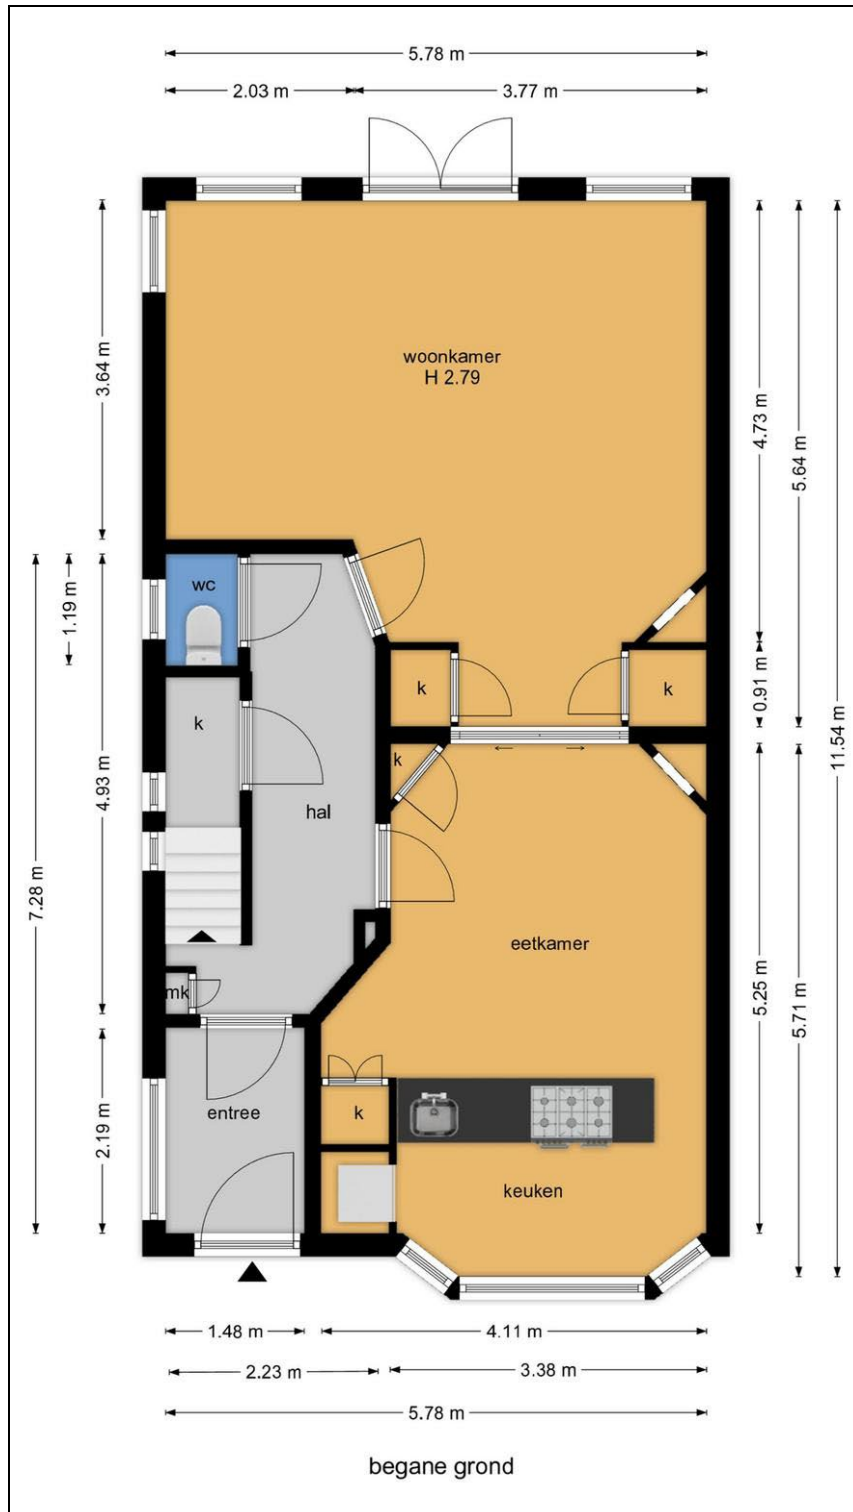 5.78 m
2.03 m
3.77 m
woonkamer
H 2.79
3.64 m
4.73 m
5.64 m
11.54 m
wc
1.19 m
k
k
0.91 m
k
k
4.93 m
7.28 m
hal
eetkamer
5.25 m
5.71 m
mk
entree
k
2.19 m
keuken
1.48 m
4.11 m
2.23 m
3.38 m
5.78 m
begane grond